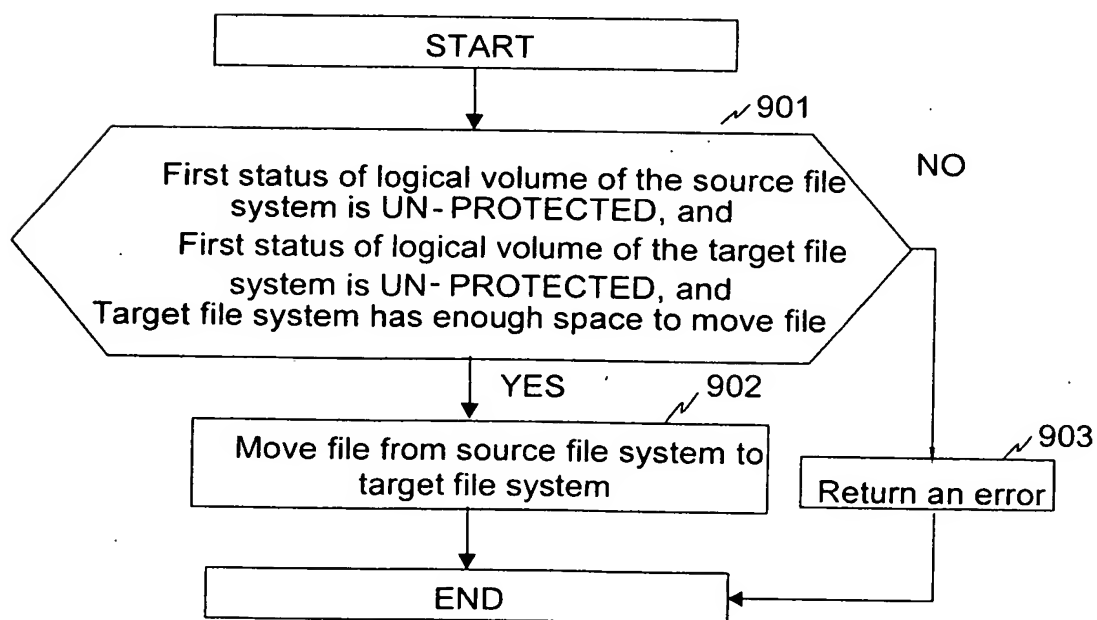 START
901
First status of logical volume of the source file
system is UN-PROTECTED, and
First status of logical volume of the target file
system is UN-PROTECTED, and
Target file system has enough space to move file
NO
YES
902
Move file from source file system to
target file system
903
Return an error
END